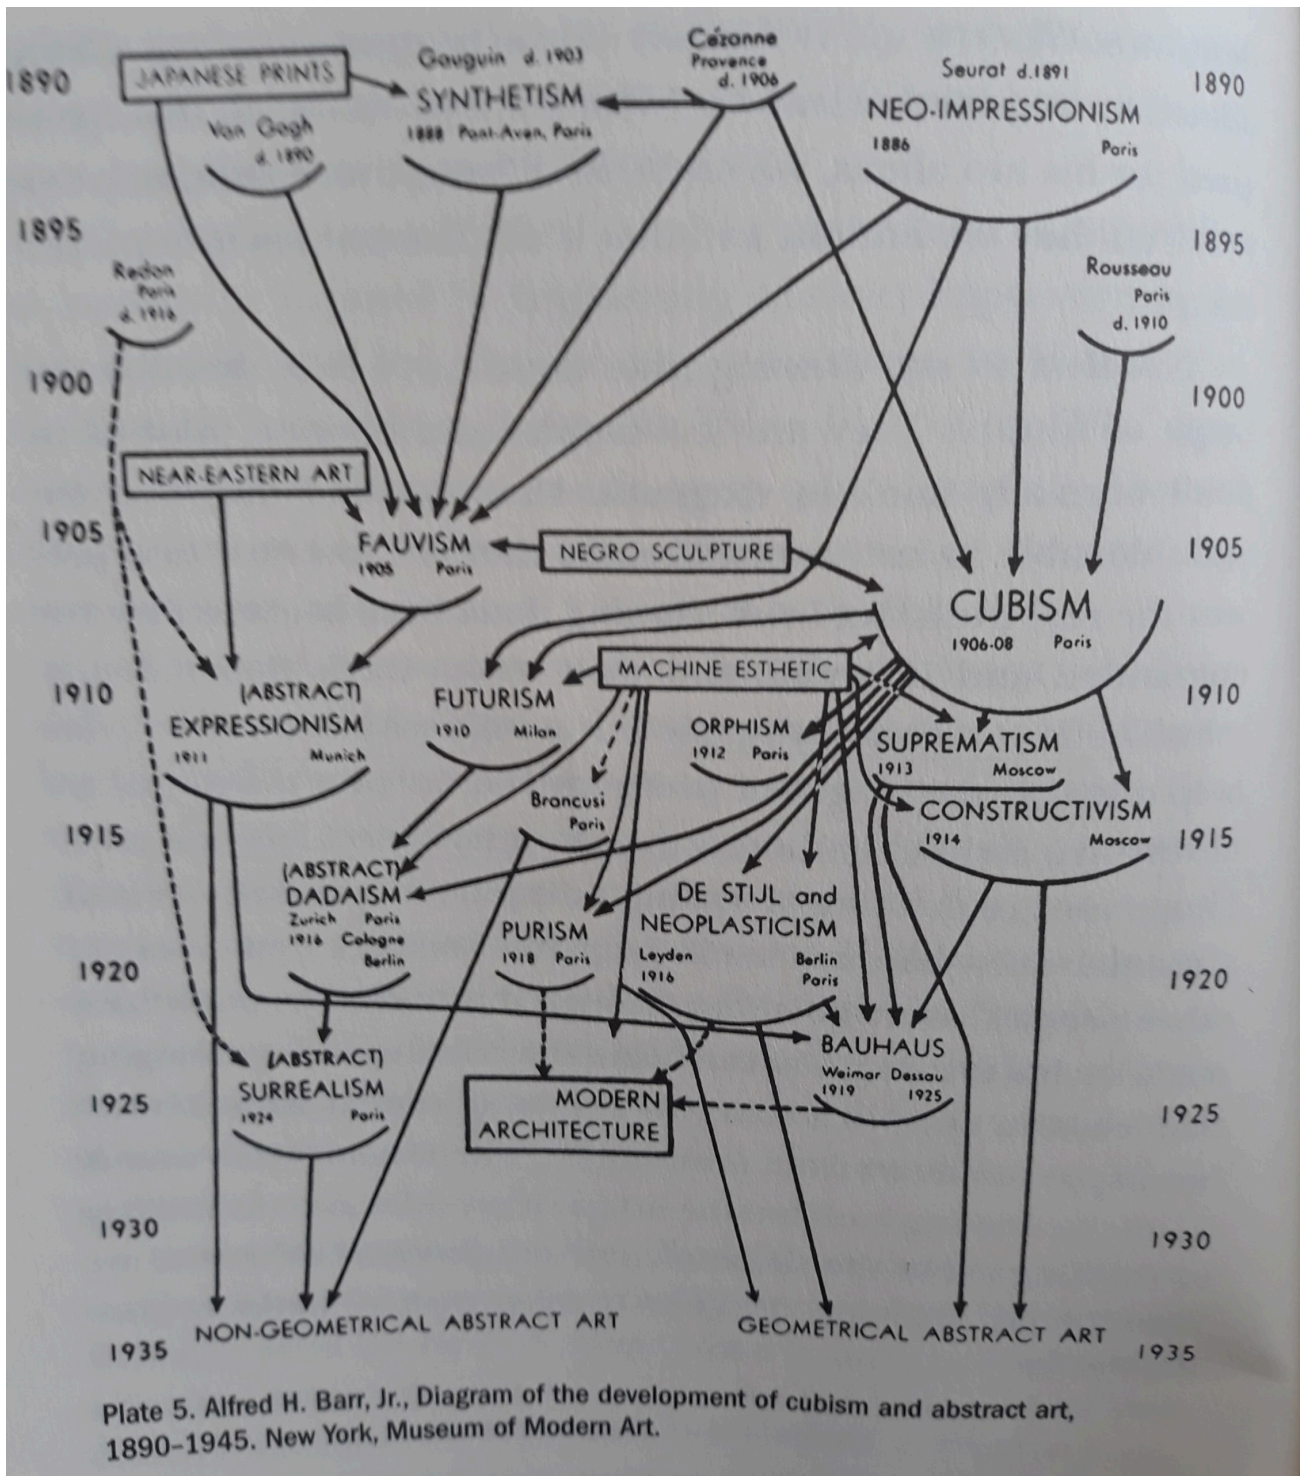 1890
JAPANESE PRINTS
Gauguin d. 1903
SYNTHETISM
1888 Pont-Aven, Paris
Cézanne
Provence
d. 1906
Seurat d.1891
NEO-IMPRESSIONISM
1886 Paris
1890
Van Gogh
d. 1890
1895
1895
Redon
Paris
d. 1916
Rousseau
Paris
d. 1910
1900
1900
NEAR-EASTERN ART
1905
FAUVISM
1905 Paris
NEGRO SCULPTURE
1905
CUBISM
1906-08 Paris
MACHINE ESTHETIC
1910
(ABSTRACT)
EXPRESSIONISM
1911 Munich
FUTURISM
1910 Milan
ORPHISM
1912 Paris
1910
SUPREMATISM
1913 Moscow
Brancusi
Paris
CONSTRUCTIVISM
1914 Moscow
1915
1915
(ABSTRACT)
DADAISM
Zurich Paris
1916 Cologne
Berlin
PURISM
1918 Paris
DE STIJL and
NEOPLASTICISM
Leyden Berlin
1916 Paris
1920
1920
(ABSTRACT)
SURREALISM
1924 Paris
BAUHAUS
Weimar Dessau
1919 1925
1925
MODERN
ARCHITECTURE
1925
1930
1930
NON-GEOMETRICAL ABSTRACT ART
GEOMETRICAL ABSTRACT ART
1935
1935
Plate 5. Alfred H. Barr, Jr., Diagram of the development of cubism and abstract art,
1890–1945. New York, Museum of Modern Art.